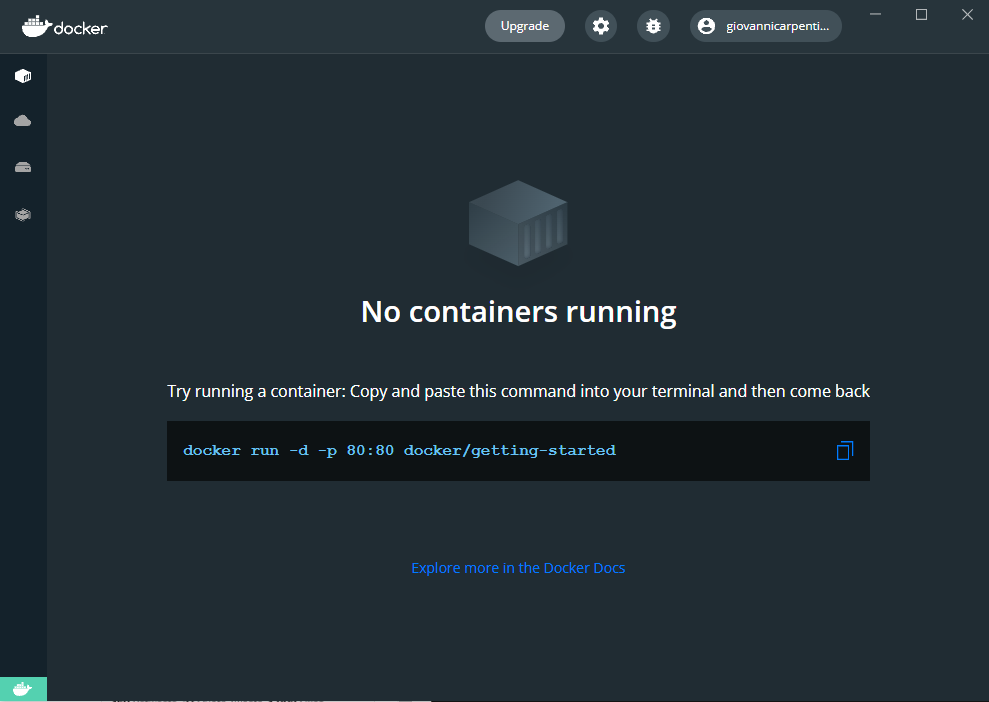 docker
Upgrade
giovannicarpenti...
No containers running
Try running a container: Copy and paste this command into your terminal and then come back
docker run -d -p 80:80 docker/getting-started
Explore more in the Docker Docs